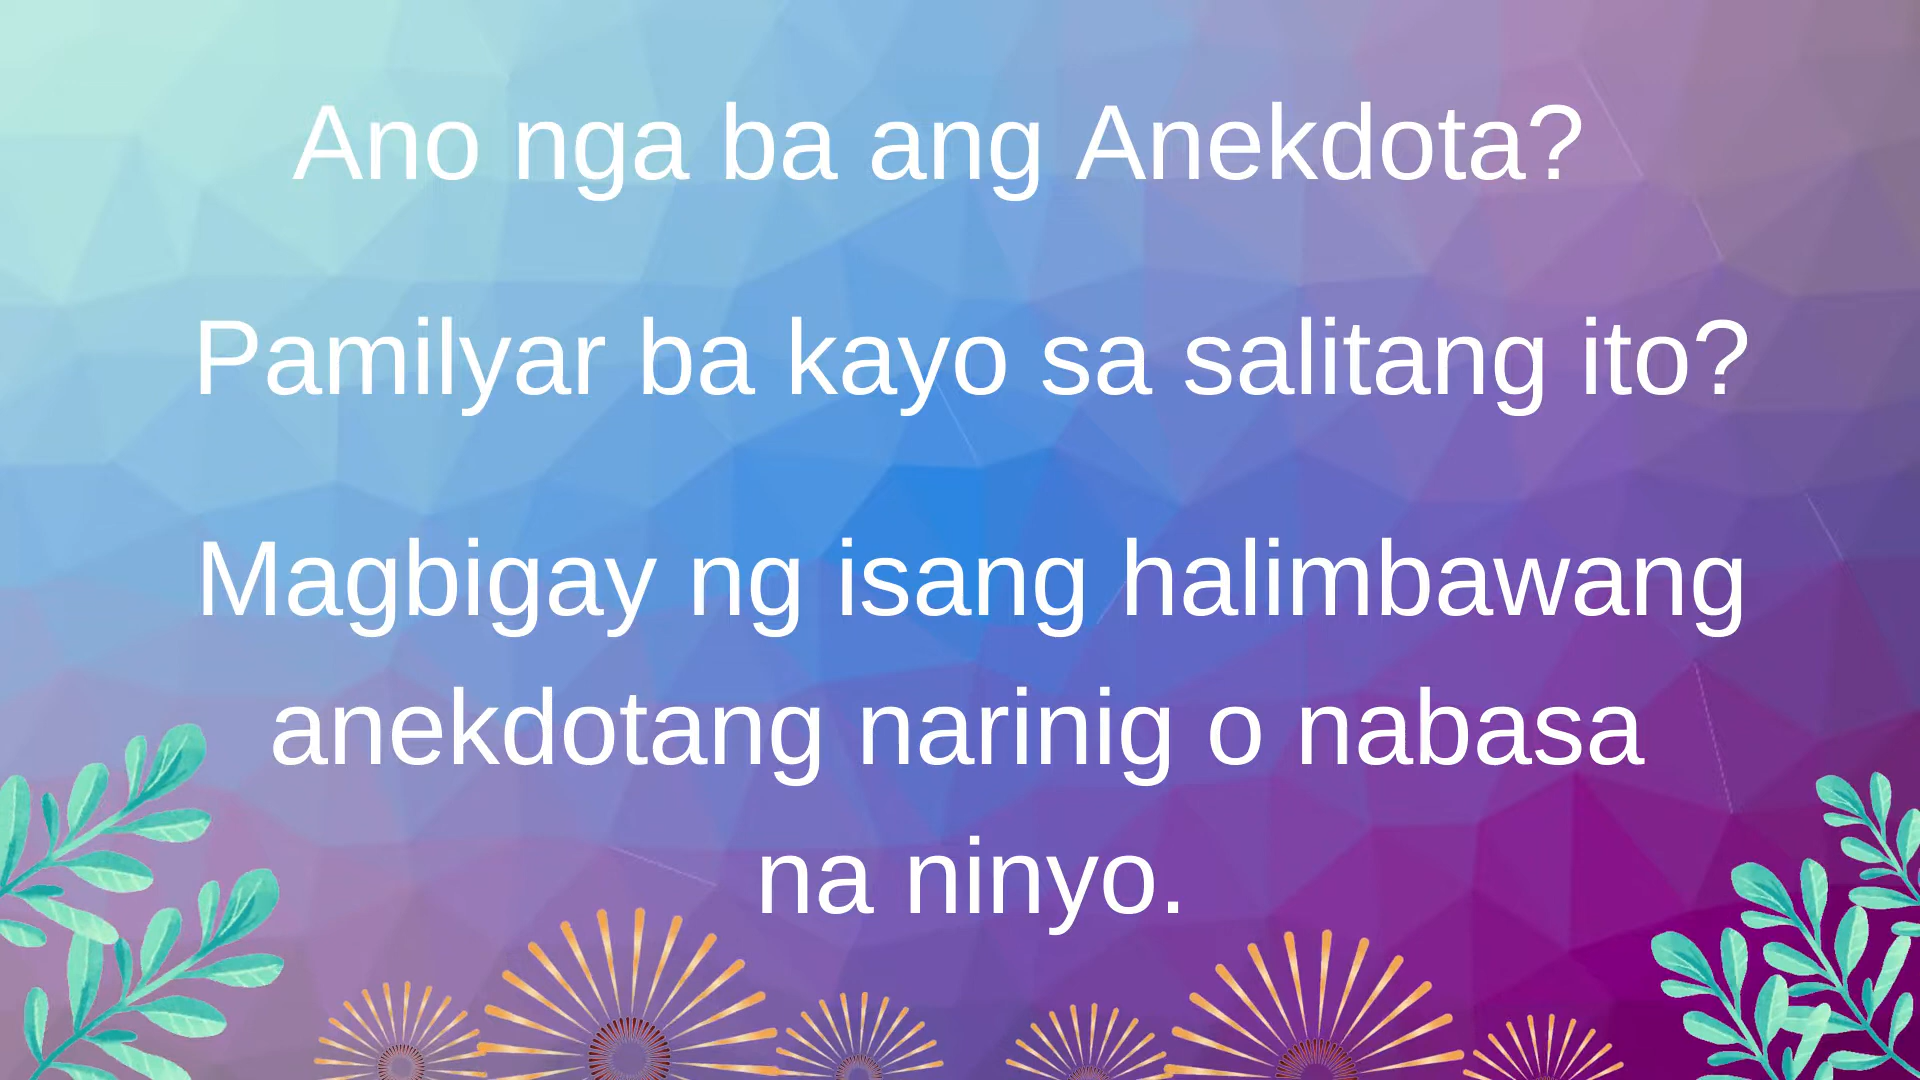 Ano nga ba ang Anekdota?
Pamilyar ba kayo sa salitang ito?
Magbigay ng isang halimbawang
anekdotang narinig o nabasa
na ninyo.